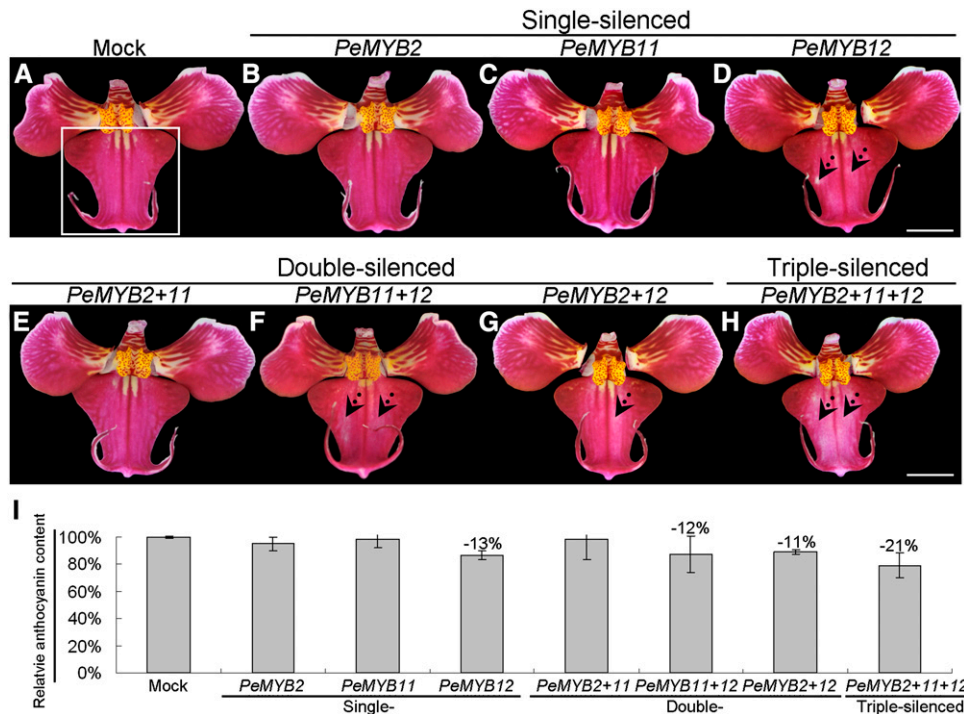 Single-silenced
Mock PeMYB2 PeMYB11 PeMYB12
A B C D
Double-silenced Triple-silenced
PeMYB2+11 PeMYB11+12 PeMYB2+12 PeMYB2+11+12
E F G H
I
Relatvie anthocyanin content
100%
80%
60%
40%
20%
0%
-13%
-12%
-11%
-21%
Mock PeMYB2 PeMYB11 PeMYB12 PeMYB2+11 PeMYB11+12 PeMYB2+12 PeMYB2+11+12
Single- Double- Triple-silenced